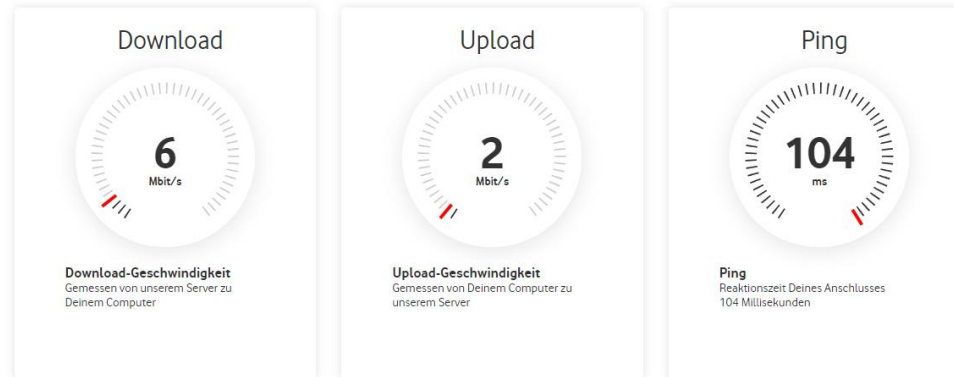 Download
6
Mbit/s
Download-Geschwindigkeit
Gemessen von unserem Server zu
Deinem Computer
Upload
2
Mbit/s
Upload-Geschwindigkeit
Gemessen von Deinem Computer zu
unserem Server
Ping
104
ms
Ping
Reaktionszeit Deines Anschlusses
104 Millisekunden